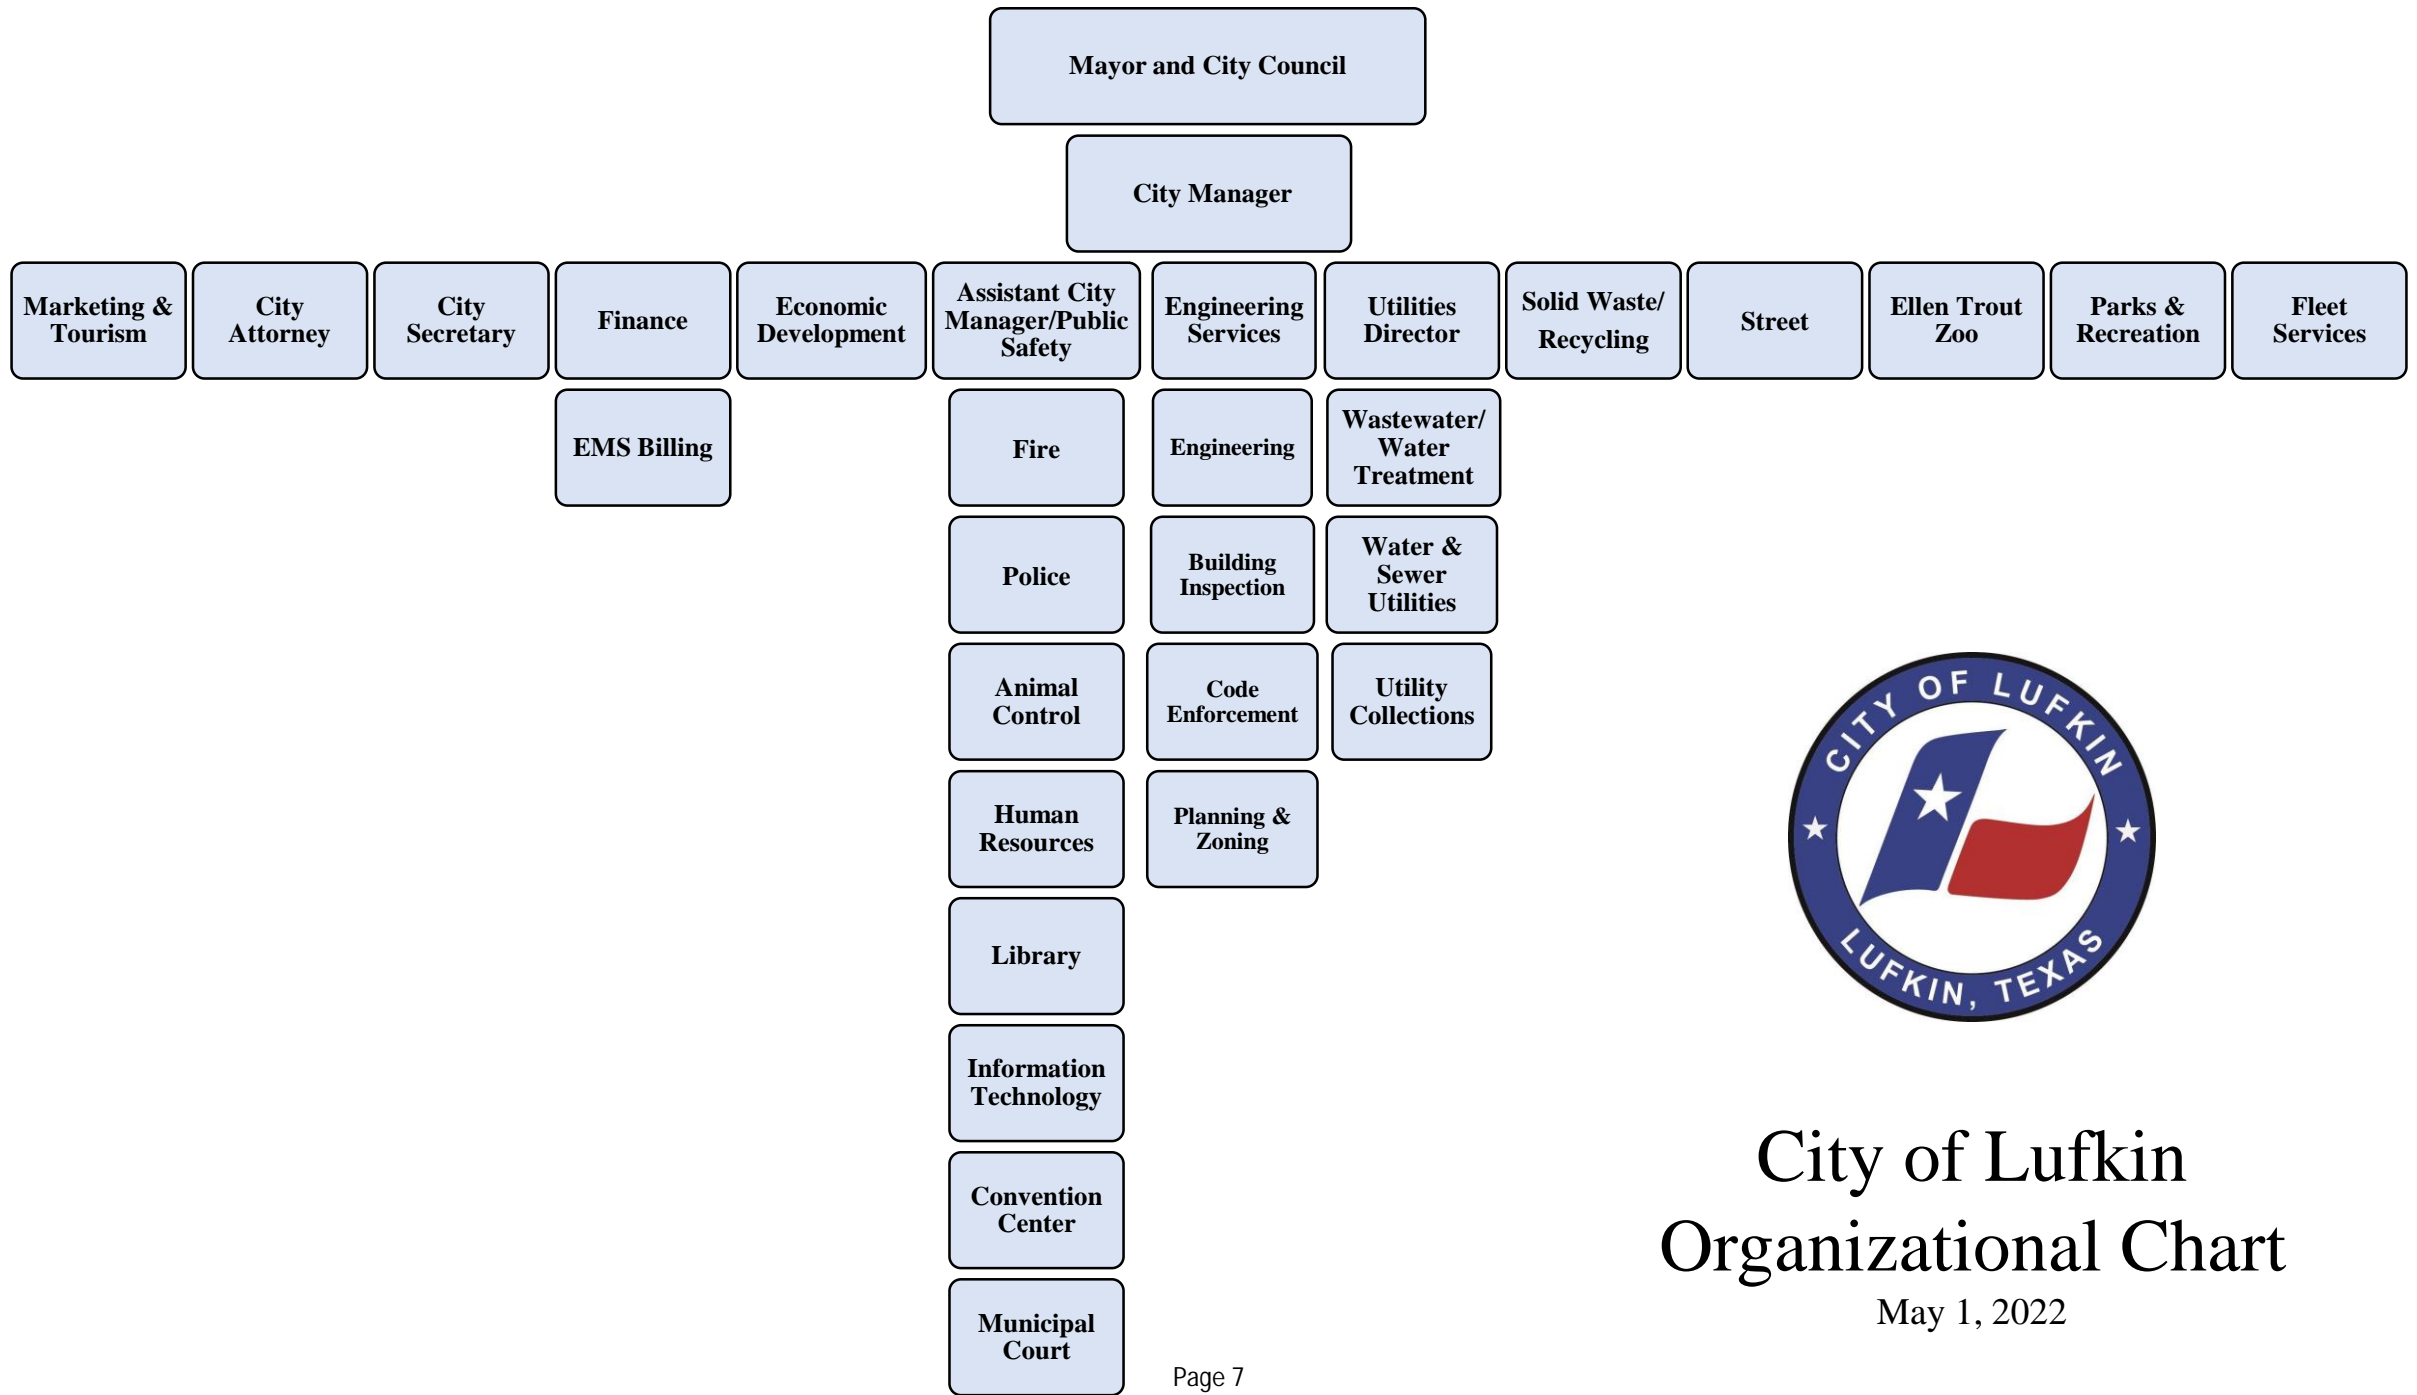 Mayor and City Council
City Manager
Marketing &
Tourism
City
Attorney
City
Secretary
Finance
Economic
Development
Assistant City
Manager/Public
Safety
Engineering
Services
Utilities
Director
Solid Waste/
Recycling
Street
Ellen Trout
Zoo
Parks &
Recreation
Fleet
Services
EMS Billing
Fire
Engineering
Wastewater/
Water
Treatment
Police
Building
Inspection
Water &
Sewer
Utilities
Animal
Control
Code
Enforcement
Utility
Collections
Human
Resources
Planning &
Zoning
Library
Information
Technology
Convention
Center
Municipal
Court
CITY OF LUFKIN
LUFKIN, TEXAS
City of Lufkin
Organizational Chart
May 1, 2022
Page 7